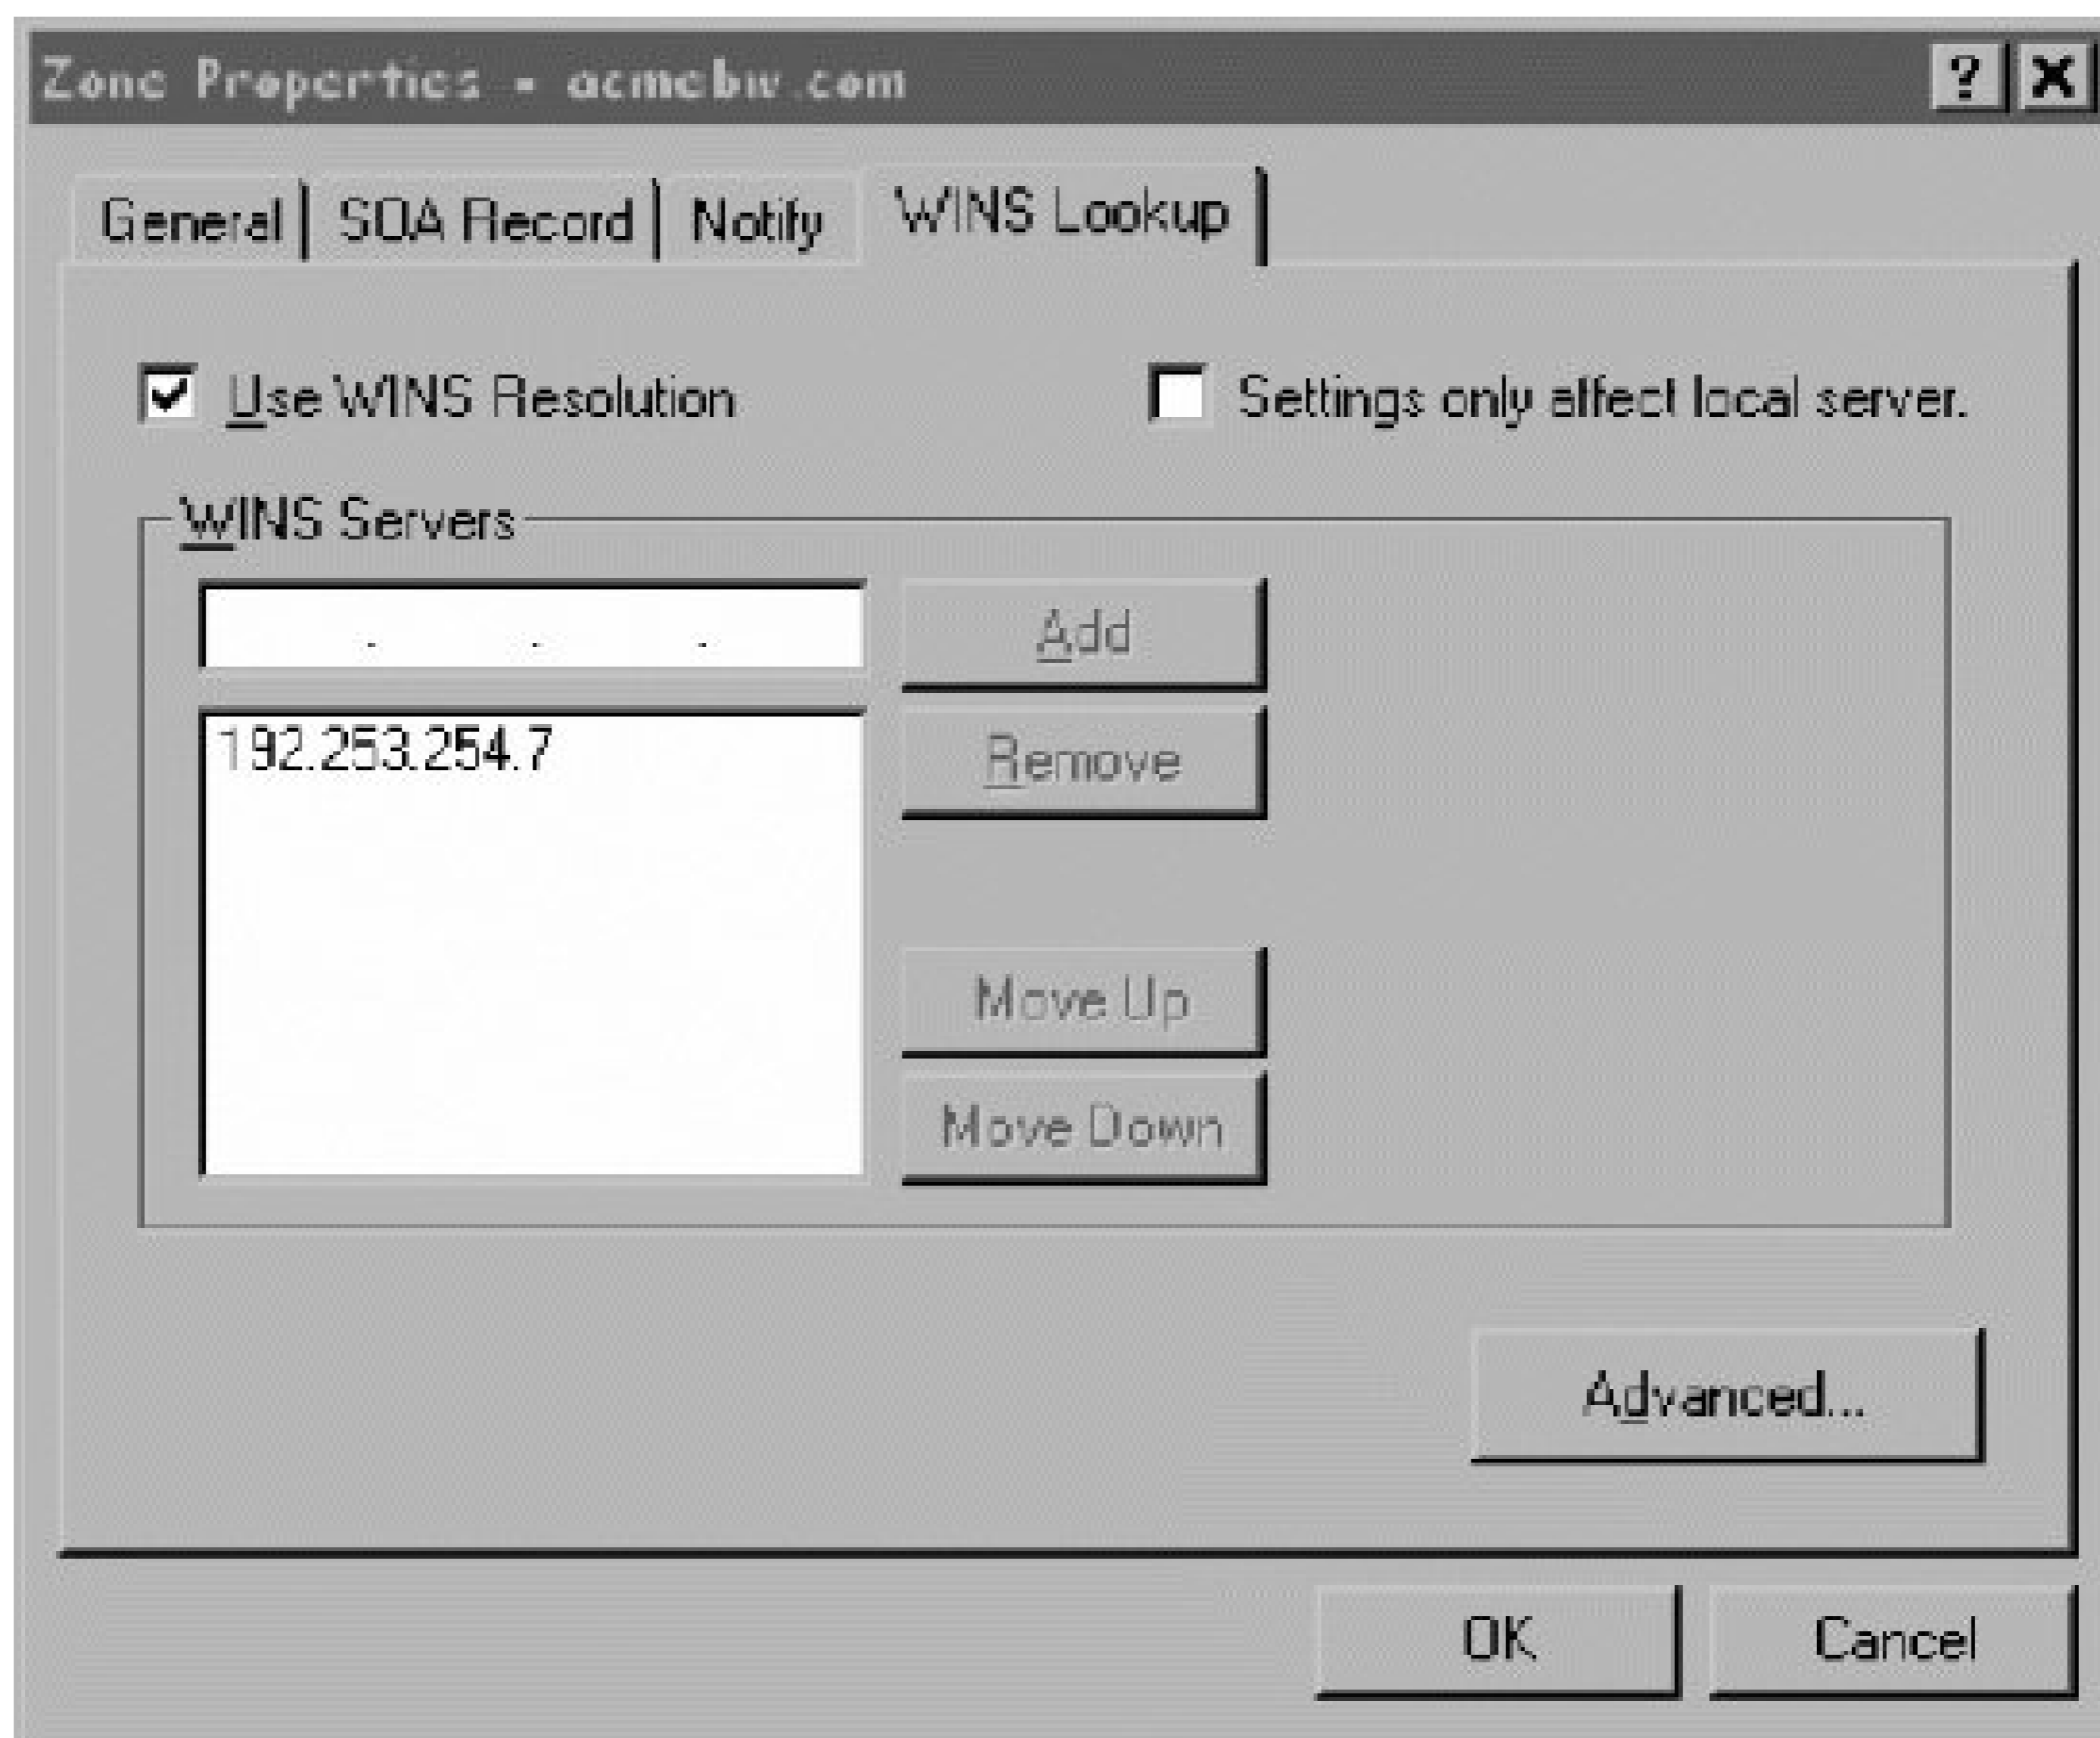 Zone Properties - acmebw.com
General SOA Record Notify WINS Lookup
Use WINS Resolution Settings only affect local server.
WINS Servers
. . . Add
192.253.254.7 Remove
Move Up
Move Down
Advanced...
OK Cancel